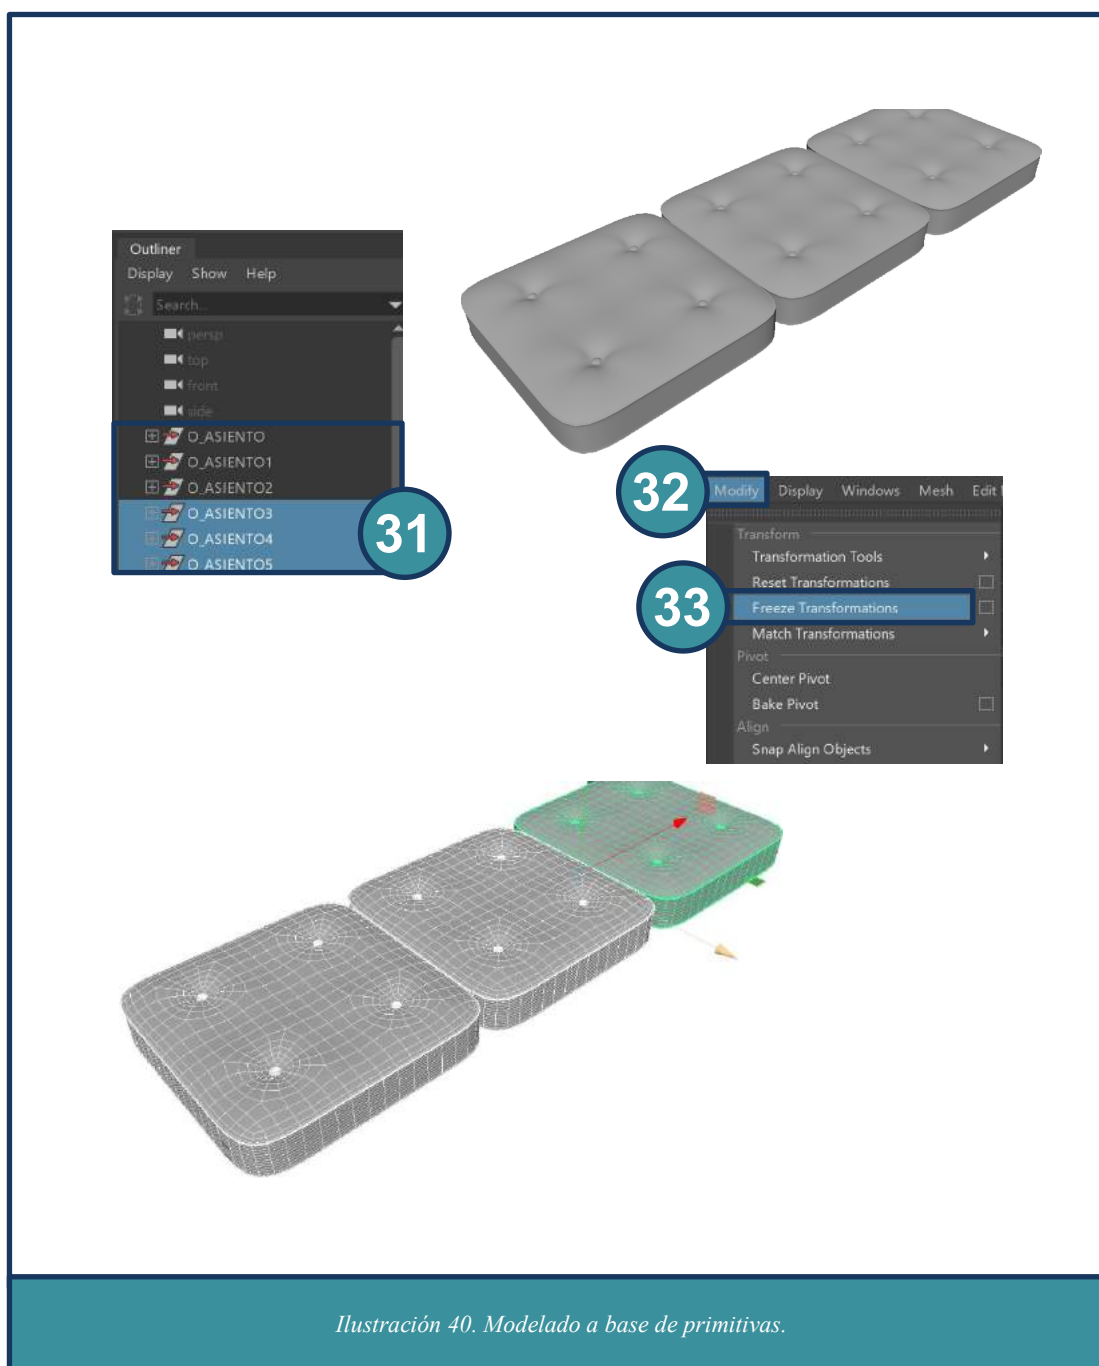 Outliner
Display Show Help
Search...
persp
top
front
side
O_ASIENTO
O_ASIENTO1
O_ASIENTO2
O_ASIENTO3
O_ASIENTO4
O_ASIENTO5
31
32
Modify Display Windows Mesh Edit
Transform
Transformation Tools
Reset Transformations
33
Freeze Transformations
Match Transformations
Pivot
Center Pivot
Bake Pivot
Align
Snap Align Objects
Ilustración 40. Modelado a base de primitivas.